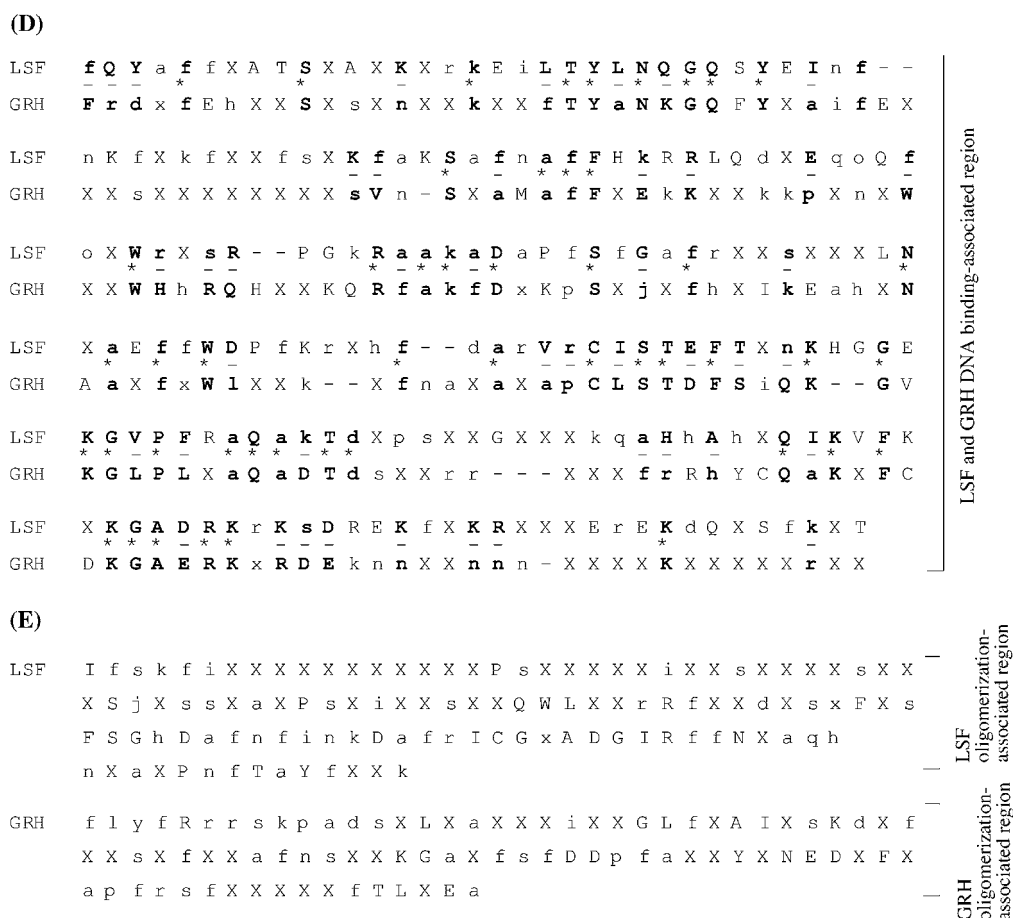 (D)
LSF f Q Y a f f X A T S X A X K X r k E i L T Y L N Q G Q S Y E I n f - -
_ _ _ * * * _ * * _ * _ * * * _ * _
GRH F r d x f E h X X S X s X n X X k X X f T Y a N K G Q F Y X a i f E X
LSF n K f X k f X X f s X K f a K S a f n a f F H k R R L Q d X E q o Q f
_ _ * _ * * * _ _ _ _
GRH X X s X X X X X X X X s V n - S X a M a f F X E k K X X k k p X n X W
LSF o X W r X s R - - P G k R a a k a D a P f S f G a f r X X s X X X L N
* _ _ _ * _ * * _ * * _ * _ *
GRH X X W H h R Q H X X K Q R f a k f D x K p S X j X f h X I k E a h X N
LSF X a E f f W D P f K r X h f - - d a r V r C I S T E F T X n K H G G E
* * * _ * * _ _ * _ * * _ * _ _ * *
GRH A a X f x W l X X k - - X f n a X a X a p C L S T D F S i Q K - - G V
LSF K G V P F R a Q a k T d X p s X X G X X X k q a H h A h X Q I K V F K
* * _ * _ * * * _ * * _ _ _ * _ * *
GRH K G L P L X a Q a D T d s X X r r - - - X X X f r R h Y C Q a K X F C
LSF X K G A D R K r K s D R E K f X K R X X X E r E K d Q X S f k X T
* * * _ * * _ _ _ _ _ _ * _
GRH D K G A E R K x R D E k n n X X n n n - X X X X K X X X X X r X X
LSF and GRH DNA binding-associated region
(E)
LSF I f s k f i X X X X X X X X X X P s X X X X X i X X s X X X X s X X
X S j X s s X a X P s X i X X s X X Q W L X X r R f X X d X s x F X s
F S G h D a f n f i n k D a f r I C G x A D G I R f f N X a q h
n X a X P n f T a Y f X X k
LSF
oligomerization-
associated region
GRH f l y f R r r s k p a d s X L X a X X X i X X G L f X A I X s K d X f
X X s X f X X a f n s X X K G a X f s f D D p f a X X Y X N E D X F X
a p f r s f X X X X X f T L X E a
GRH
oligomerization-
associated region